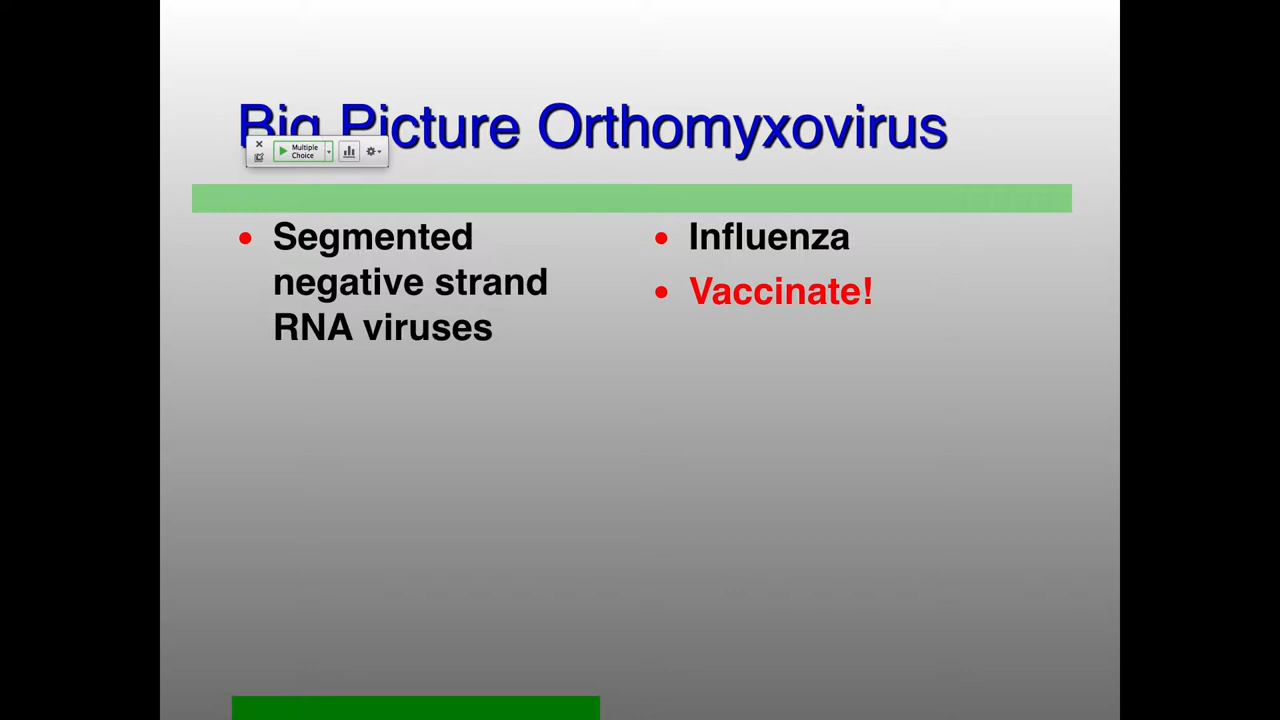 Big Picture Orthomyxovirus
Multiple
Choice
Segmented
negative strand
RNA viruses
Influenza
Vaccinate!